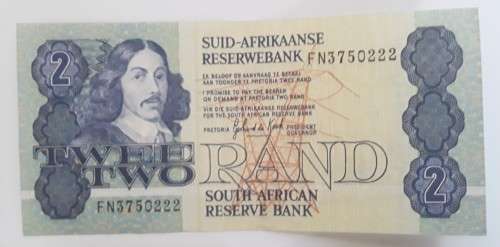 SUID-AFRIKAANSE
RESERWEBANK
FN3750222
2
EK BELOOF OP AANVRAAG TE BETAAL
AAN TOONDER TE PRETORIA TWEE RAND
I PROMISE TO PAY THE BEARER
ON DEMAND AT PRETORIA TWO RAND
VIR DIE SUID-AFRIKAANSE RESERWEBANK
FOR THE SOUTH AFRICAN RESERVE BANK
PRETORIA PRESIDENT
GOVERNOR
TWEE
TWO
RAND
2
FN3750222
SOUTH AFRICAN
RESERVE BANK